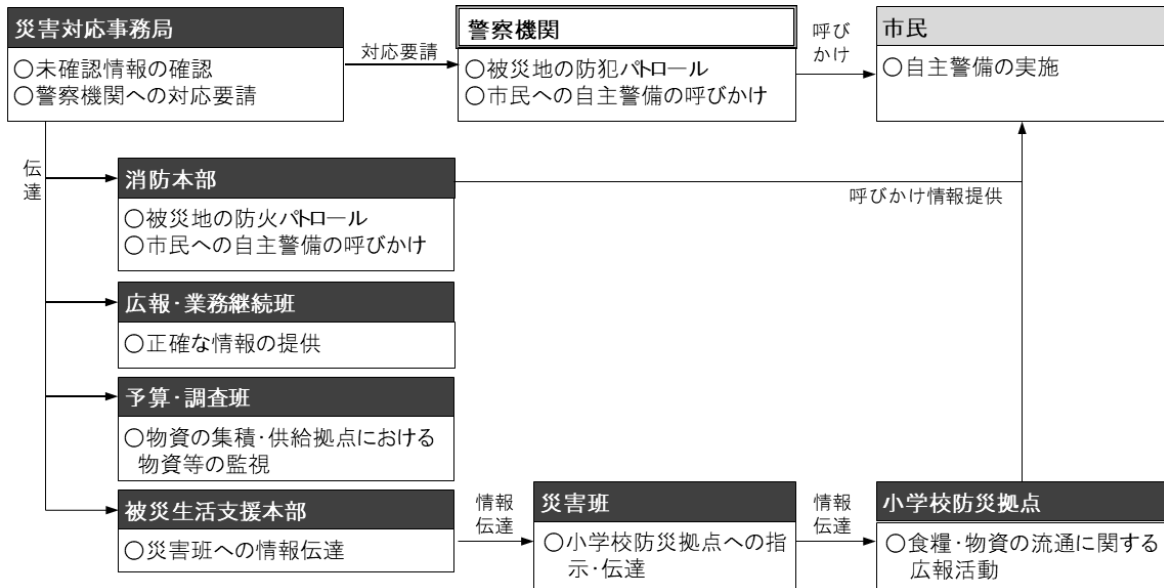 災害対応事務局
○未確認情報の確認
○警察機関への対応要請
対応要請
警察機関
○被災地の防犯パトロール
○市民への自主警備の呼びかけ
呼び
かけ
市民
○自主警備の実施
伝
達
消防本部
○被災地の防火パトロール
○市民への自主警備の呼びかけ
呼びかけ情報提供
広報・業務継続班
○正確な情報の提供
予算・調査班
○物資の集積・供給拠点における
物資等の監視
被災生活支援本部
○災害班への情報伝達
情報
伝達
災害班
○小学校防災拠点への指
示・伝達
情報
伝達
小学校防災拠点
○食糧・物資の流通に関する
広報活動